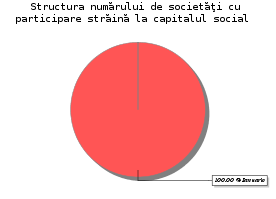 Structura numărului de societăţi cu
participare străină la capitalul social
100.00 % Ianuarie